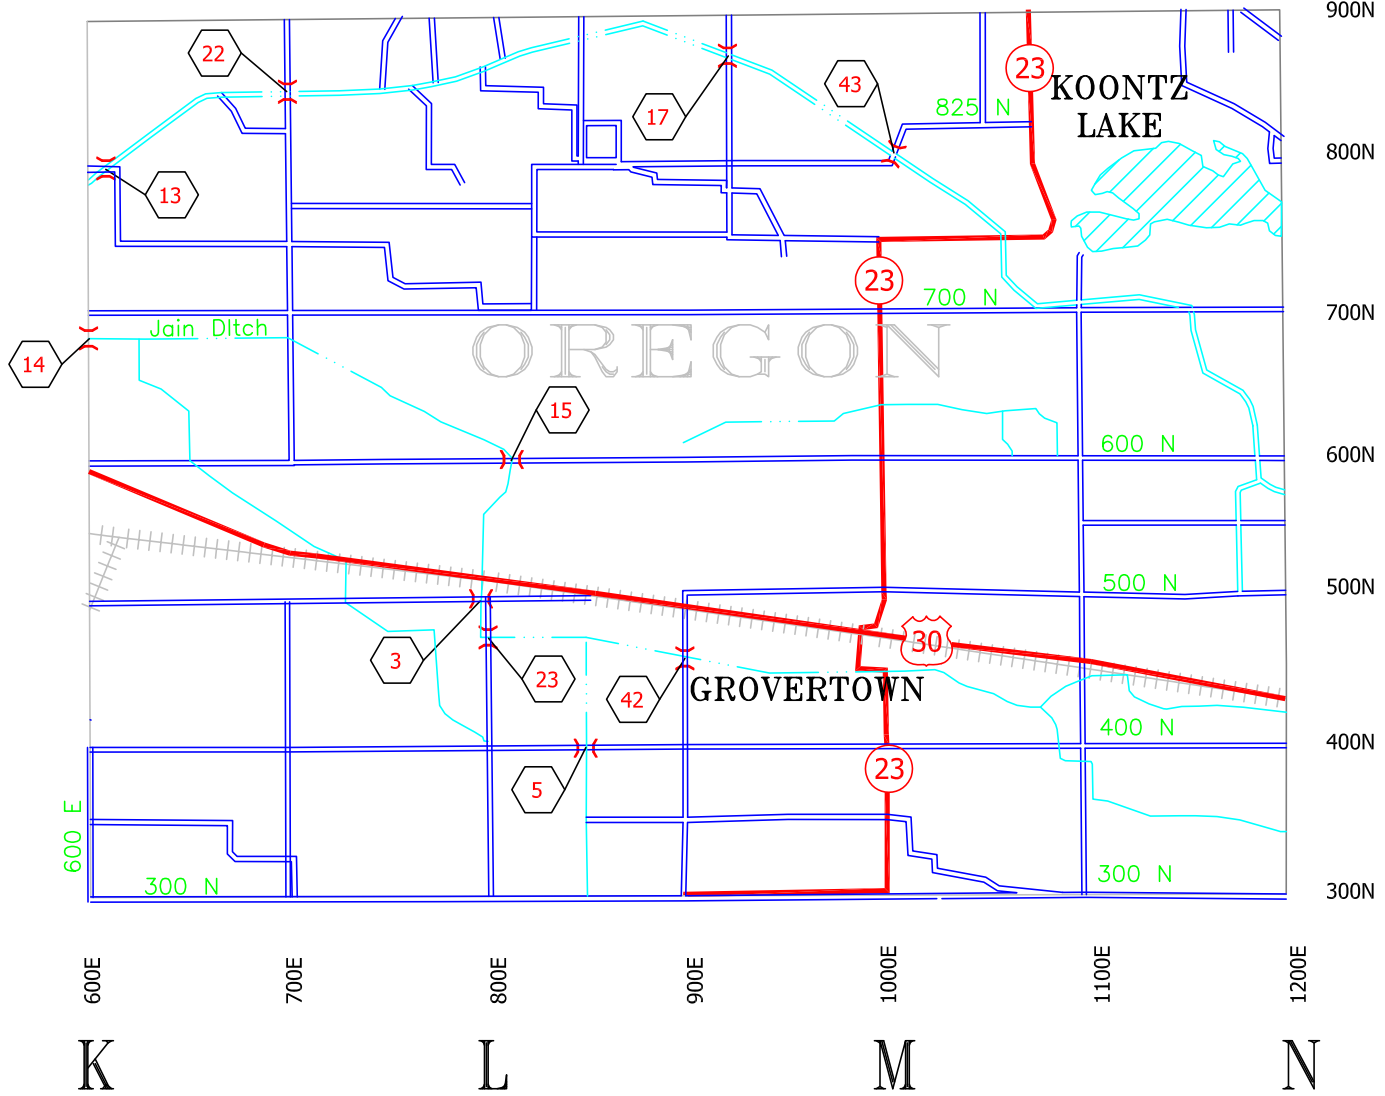 900N
22
23
43
KOONTZ
17
825 N
LAKE
800N
13
23
700 N
700N
Jain DItch
OREGON
14
15
600 N
600N
500 N
500N
30
3
23
42
GROVERTOWN
400 N
400N
23
5
600 E
300 N
300 N
300N
600E 700E 800E 900E 1000E 1100E 1200E
K L M N